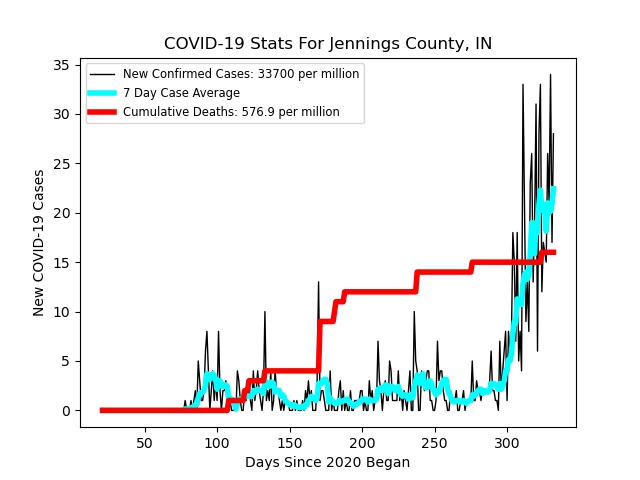 COVID-19 Stats For Jennings County, IN
New Confirmed Cases: 33700 per million
7 Day Case Average
Cumulative Deaths: 576.9 per million
New COVID-19 Cases
35
30
25
20
15
10
5
0
50
100
150
200
250
300
Days Since 2020 Began